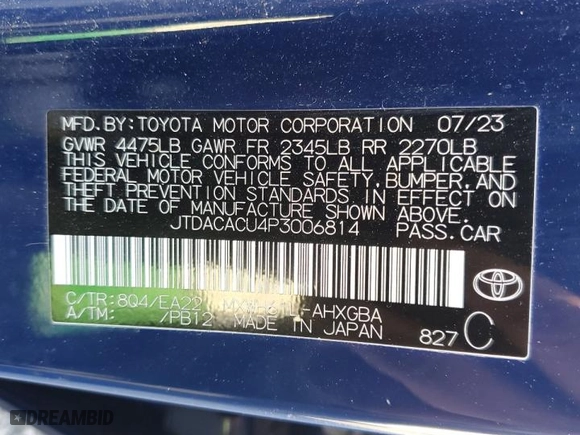 MFD.BY:TOYOTA MOTOR CORPORATION 07/23
GVWR 4475LB GAWR FR 2345LB RR 2270LB
THIS VEHICLE CONFORMS TO ALL APPLICABLE
FEDERAL MOTOR VEHICLE SAFETY,BUMPER,AND
THEFT PREVENTION STANDARDS IN EFFECT ON
THE DATE OF MANUFACTURE SHOWN ABOVE.
JTDACACU4P3006814 PASS.CAR
C/TR:8Q4/EA22 -AHXGBA
A/TM: /PB12 MADE IN JAPAN 827 C
DREAMBID